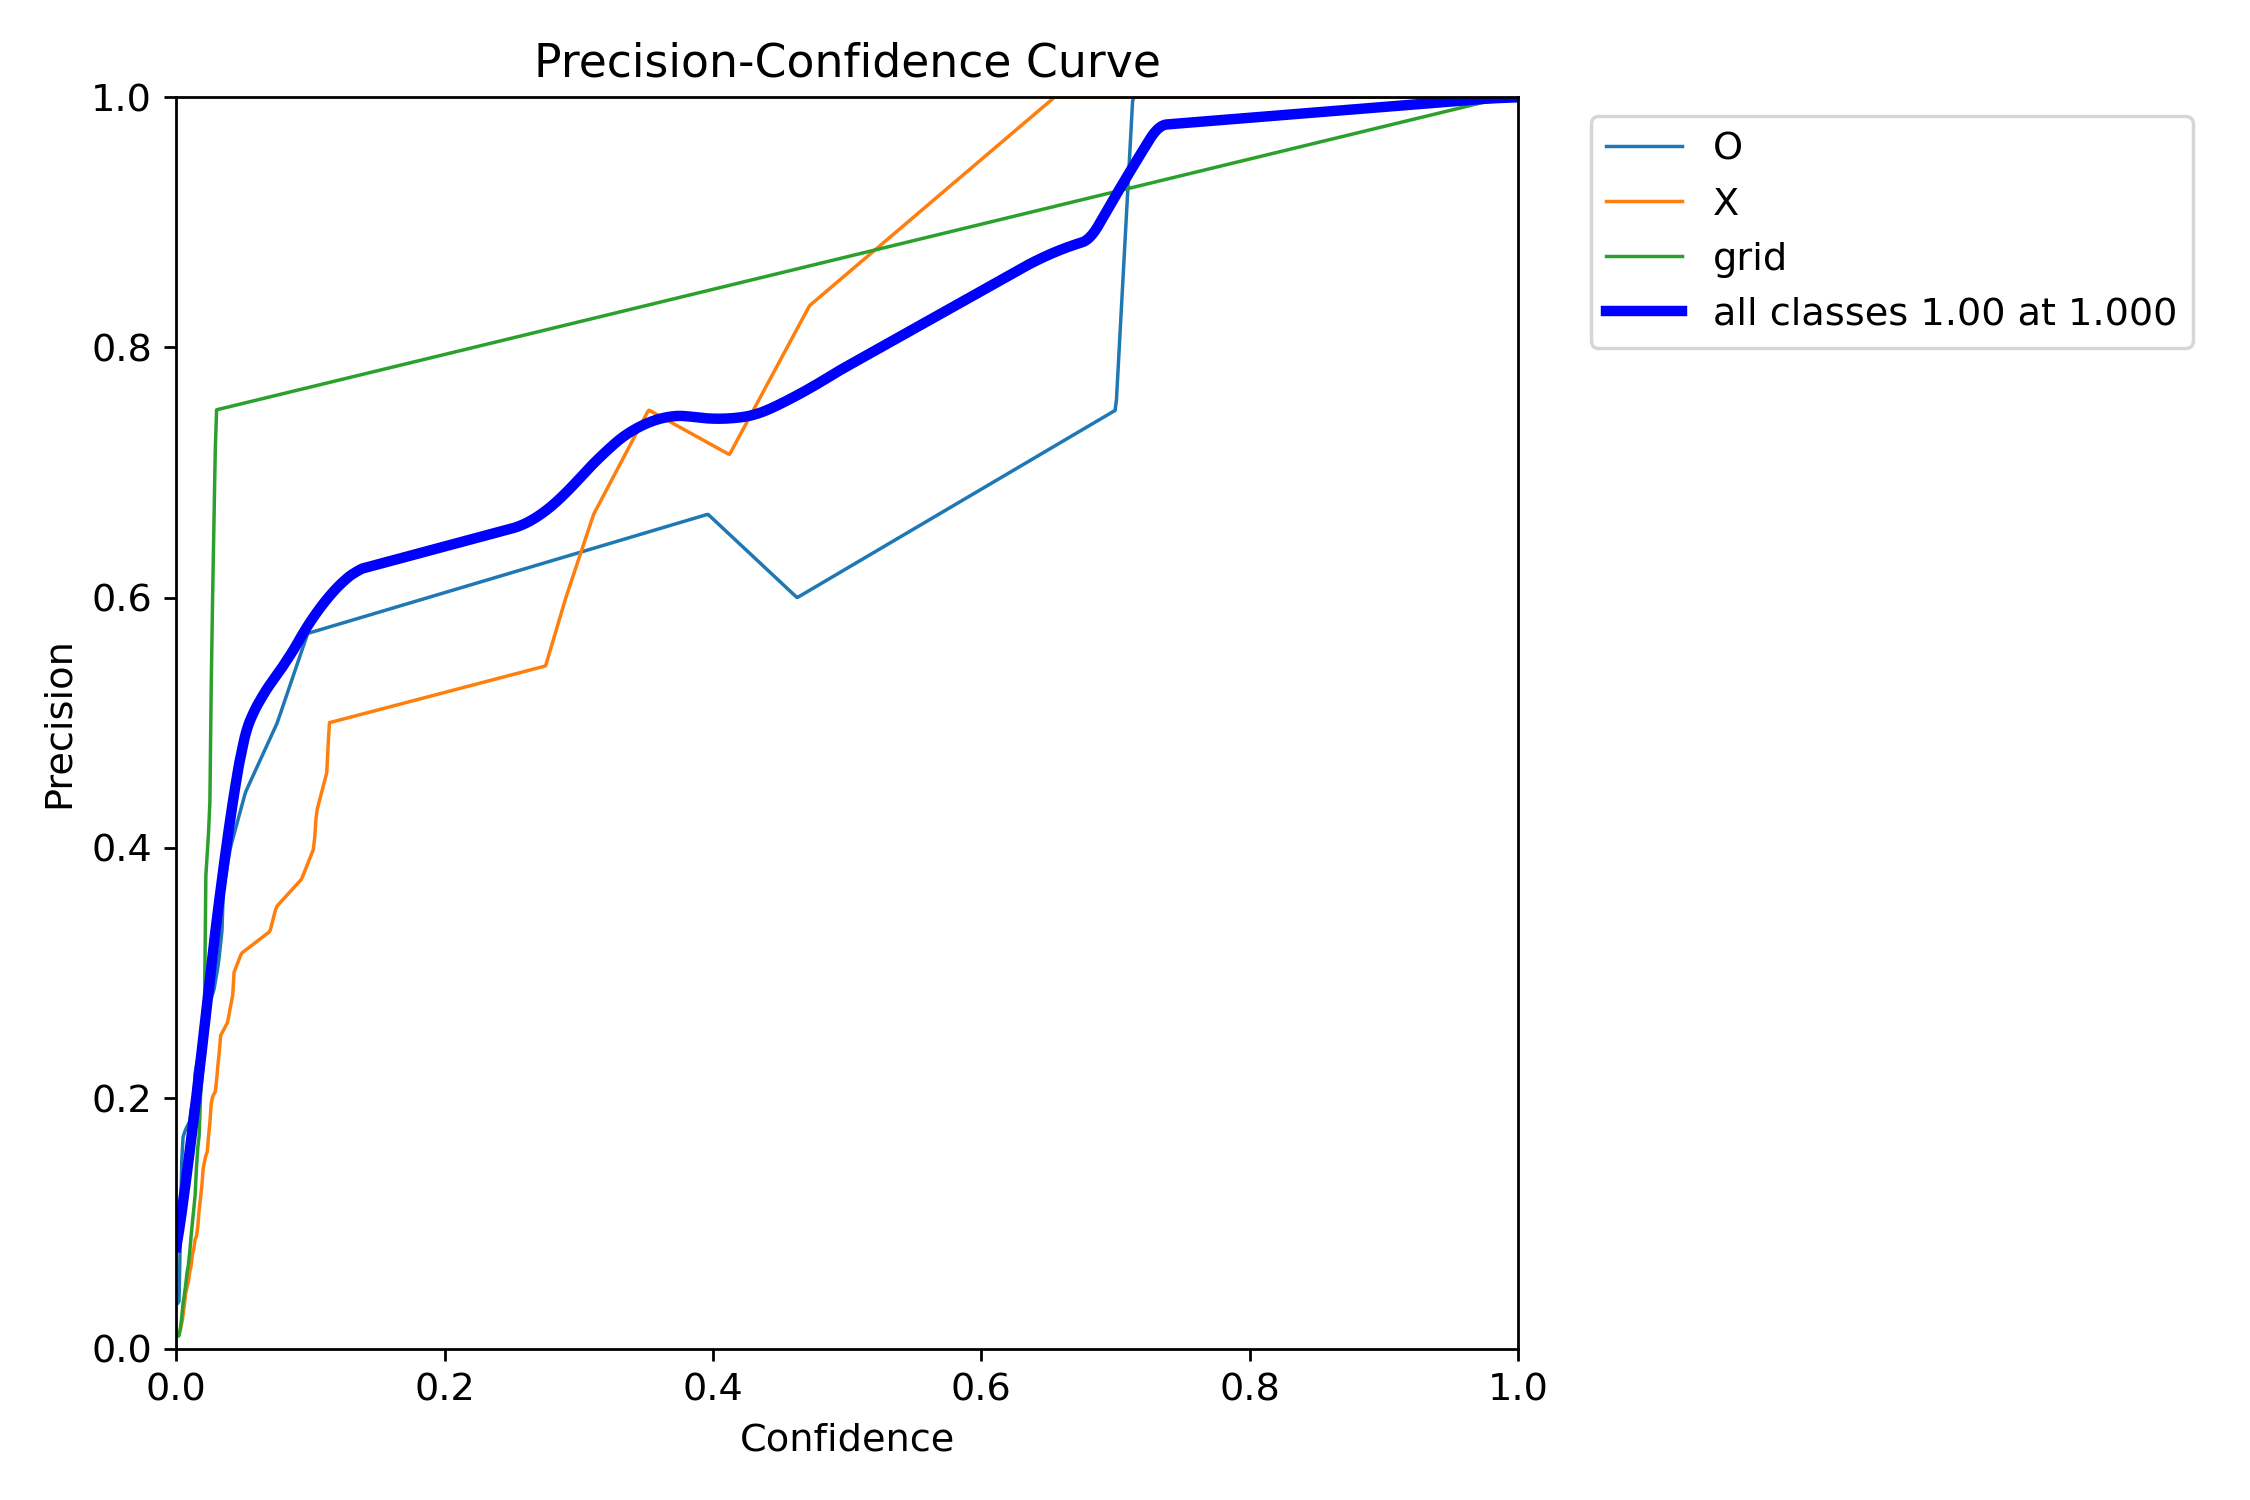 Precision-Confidence Curve
1.0
0.8
0.6
0.4
0.2
0.0
Precision
0.0 0.2 0.4 0.6 0.8 1.0
Confidence
O
X
grid
all classes 1.00 at 1.000